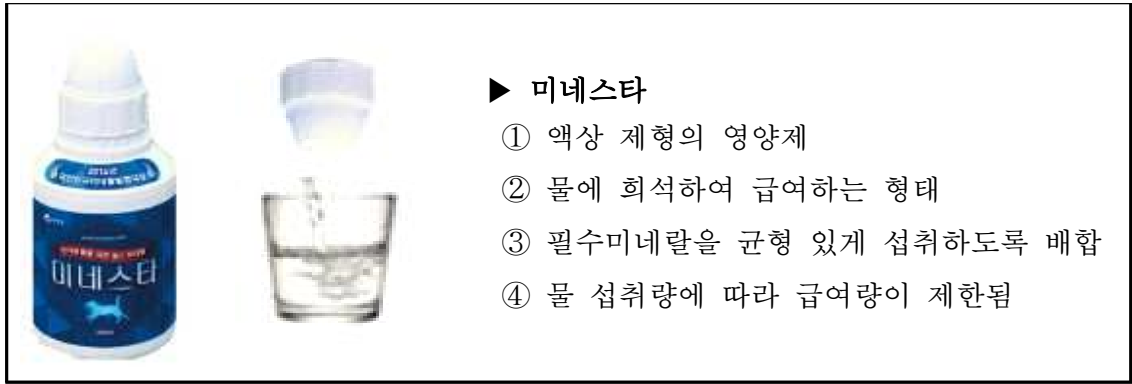 미네스타
▶ 미네스타
① 액상 제형의 영양제
② 물에 희석하여 급여하는 형태
③ 필수미네랄을 균형 있게 섭취하도록 배합
④ 물 섭취량에 따라 급여량이 제한됨